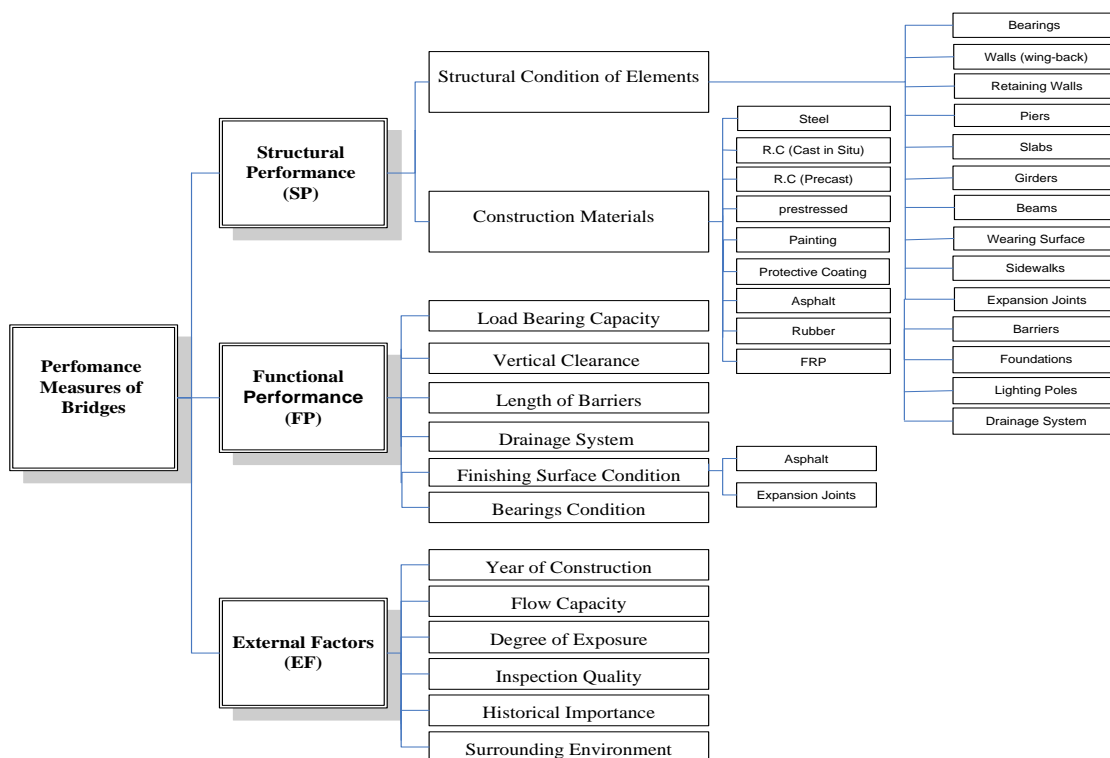 Perfomance
Measures of
Bridges
Structural
Performance
(SP)
Structural Condition of Elements
Bearings
Walls (wing-back)
Retaining Walls
Piers
Slabs
Girders
Beams
Wearing Surface
Sidewalks
Expansion Joints
Barriers
Foundations
Lighting Poles
Drainage System
Construction Materials
Steel
R.C (Cast in Situ)
R.C (Precast)
prestressed
Painting
Protective Coating
Asphalt
Rubber
FRP
Functional
Performance
(FP)
Load Bearing Capacity
Vertical Clearance
Length of Barriers
Drainage System
Finishing Surface Condition
Asphalt
Expansion Joints
Bearings Condition
External Factors
(EF)
Year of Construction
Flow Capacity
Degree of Exposure
Inspection Quality
Historical Importance
Surrounding Environment